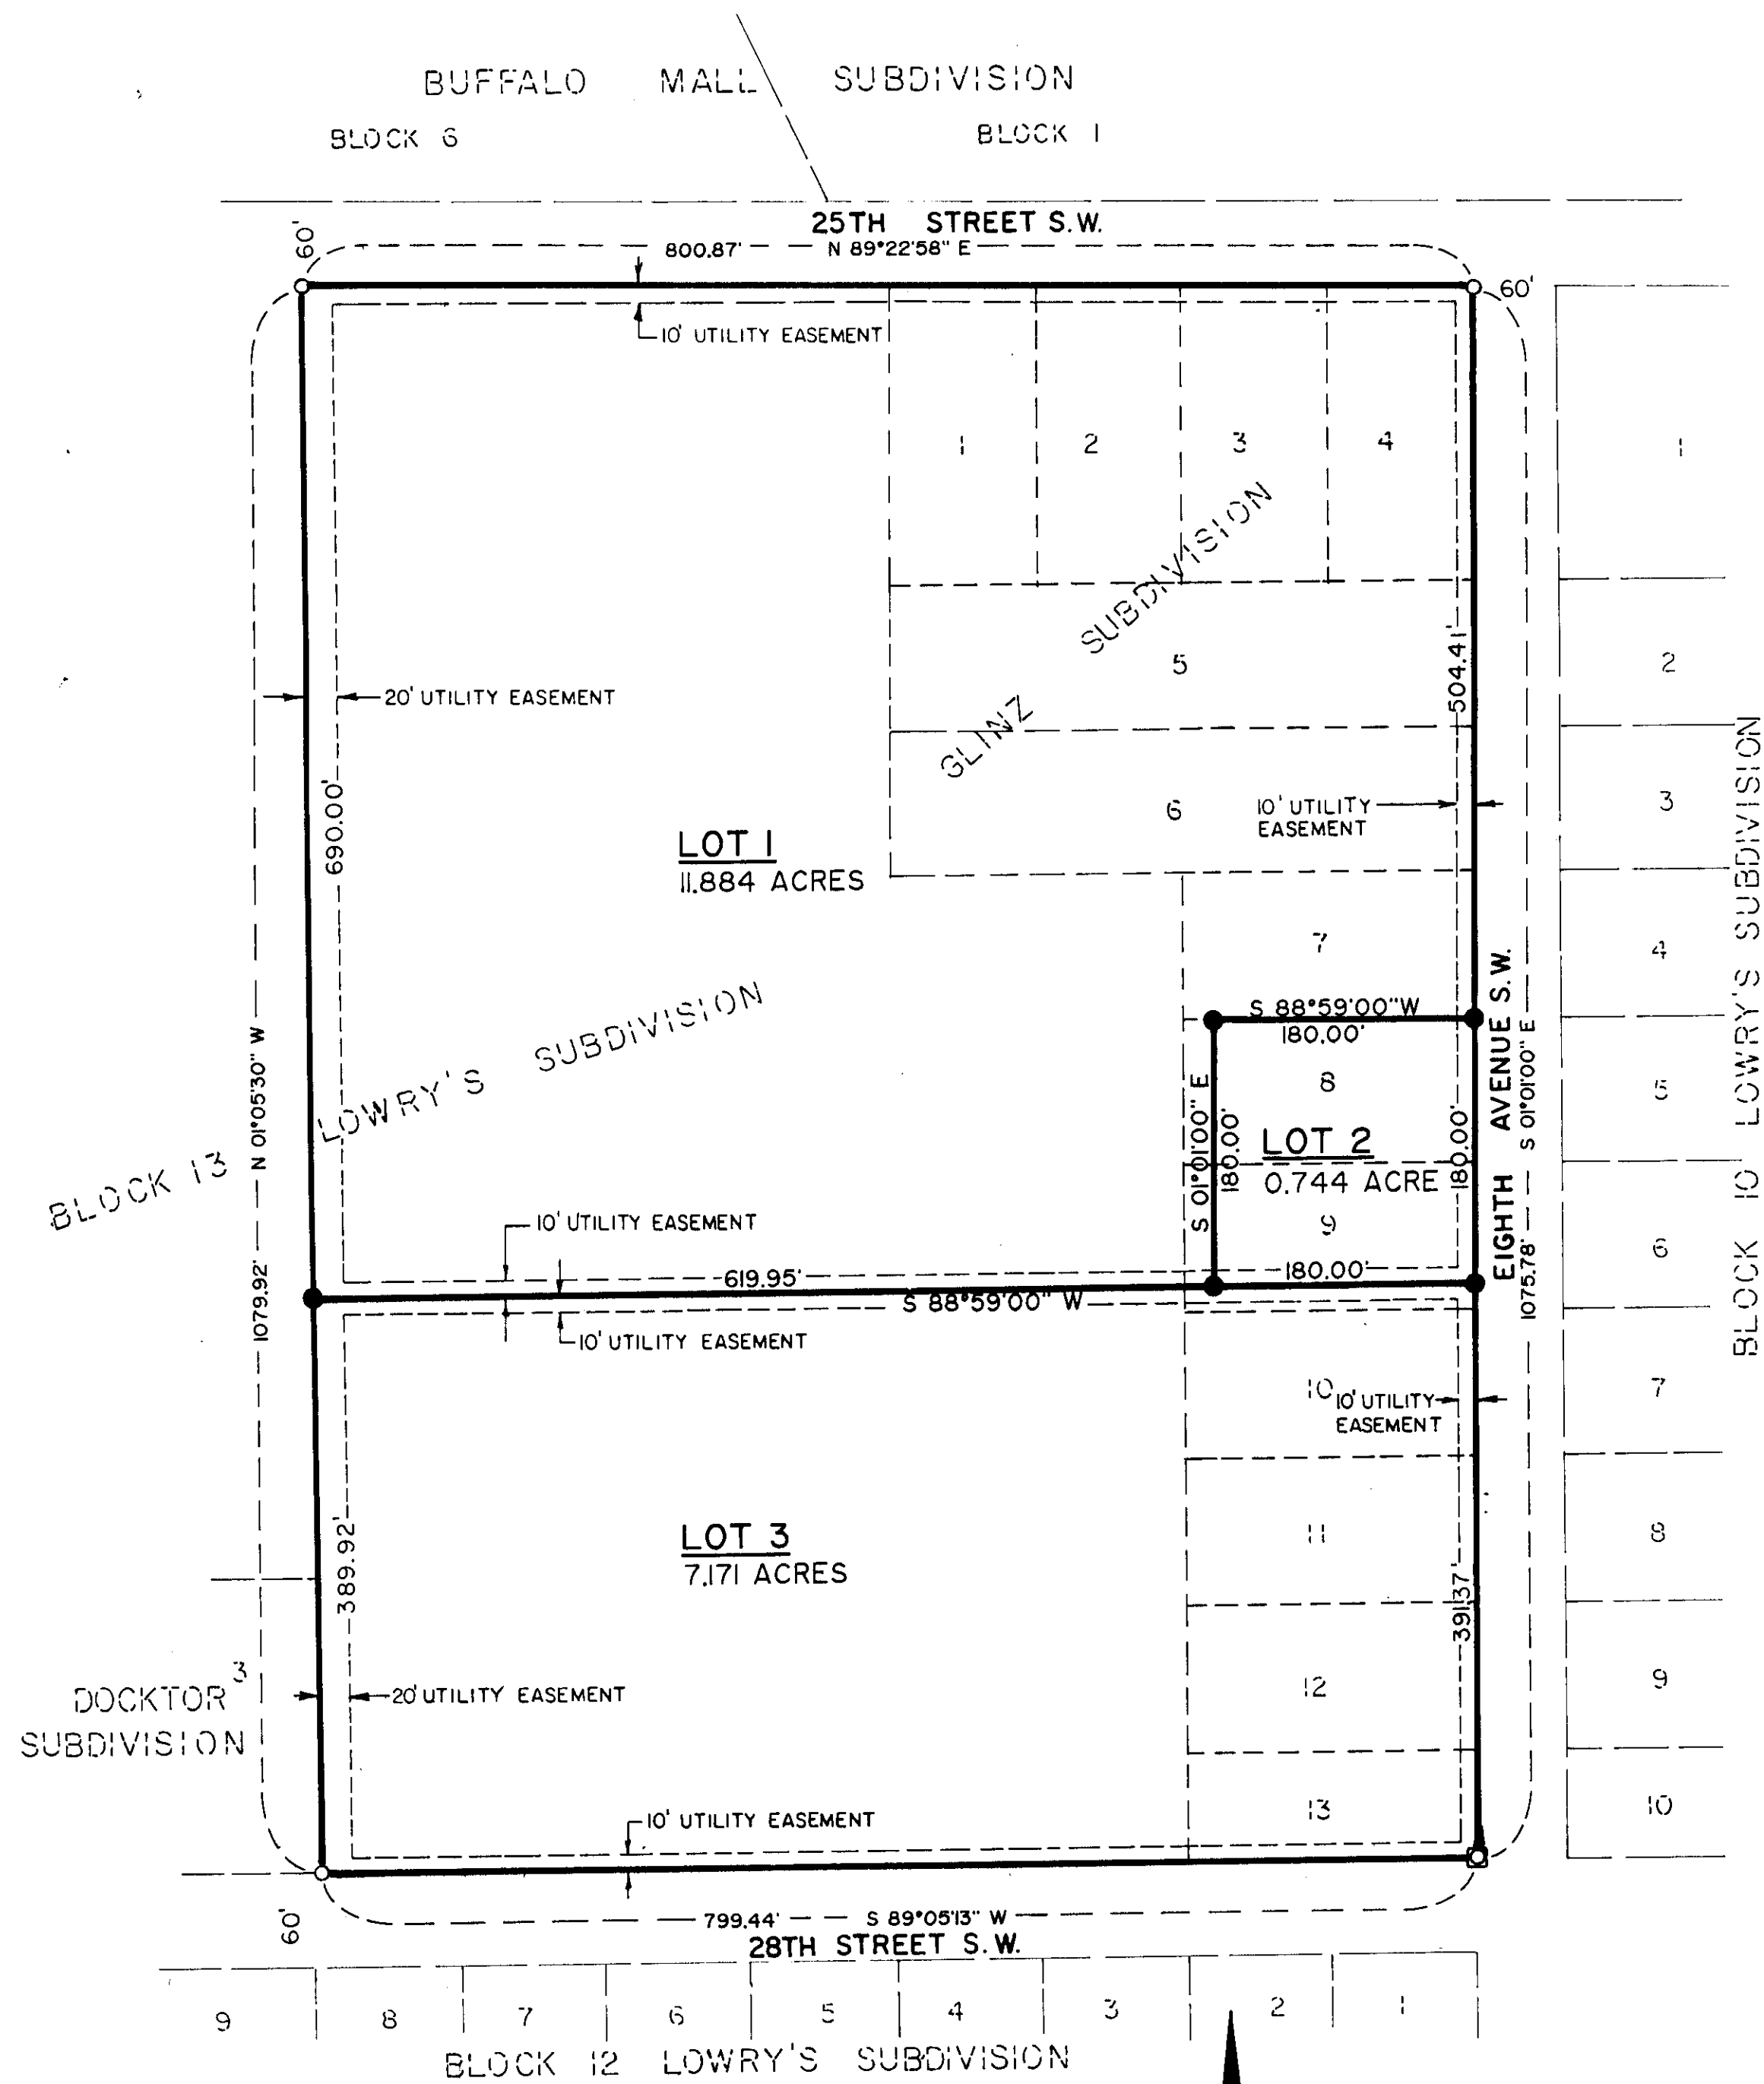 BUFFALO MALL SUBDIVISION
BLOCK 6
BLOCK 1
25TH STREET S.W.
60'
800.87' N 89°22'58" E
60'
10' UTILITY EASEMENT
1
2
3
4
1
SUBDIVISION
GLINZ
5
504.41'
2
20' UTILITY EASEMENT
690.00'
6
10' UTILITY
EASEMENT
3
LOT 1
11.884 ACRES
7
4
BLOCK 10 LOWRY'S SUBDIVISION
BLOCK 13 LOWRY'S SUBDIVISION
N 01°05'30" W
1079.92'
S 88°59'00" W
180.00'
8
S 01°01'00" E
180.00'
LOT 2
0.744 ACRE
180.00'
9
EIGHTH AVENUE S.W.
1075.78' S 01°01'00" E
5
6
10' UTILITY EASEMENT
619.95'
180.00'
S 88°59'00" W
10' UTILITY EASEMENT
10
10' UTILITY
EASEMENT
7
LOT 3
7.171 ACRES
389.92'
11
391.37'
8
3
DOCKTOR
SUBDIVISION
20' UTILITY EASEMENT
12
9
10' UTILITY EASEMENT
13
10
60'
799.44' S 89°05'13" W
28TH STREET S.W.
9
8
7
6
5
4
3
2
1
BLOCK 12 LOWRY'S SUBDIVISION